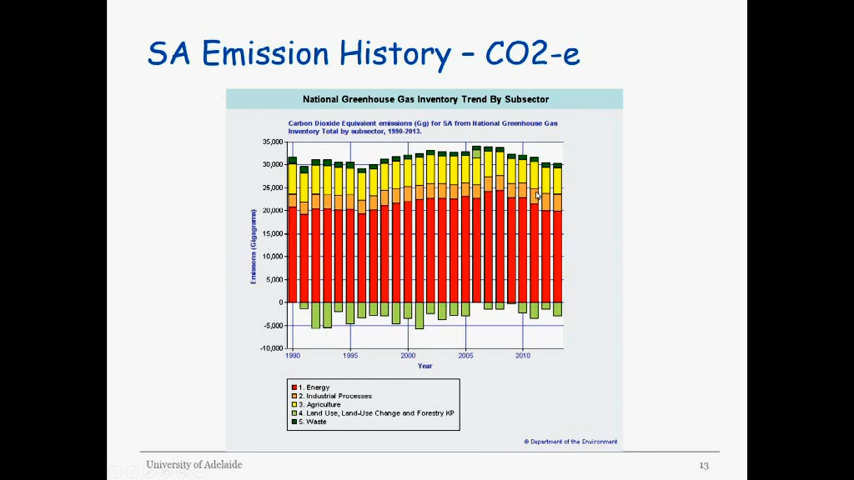 SA Emission History – CO2-e
National Greenhouse Gas Inventory Trend By Subsector
Carbon Dioxide Equivalent emissions (Gg) for SA from National Greenhouse Gas
Inventory Total by subsector, 1990-2013.
35,000
30,000
25,000
20,000
15,000
10,000
5,000
0
-5,000
-10,000
Emissions (Gigagrams)
1990
1995
2000
2005
2010
Year
1. Energy
2. Industrial Processes
3. Agriculture
4. Land Use, Land-Use Change and Forestry KP
5. Waste
© Department of the Environment
University of Adelaide
13